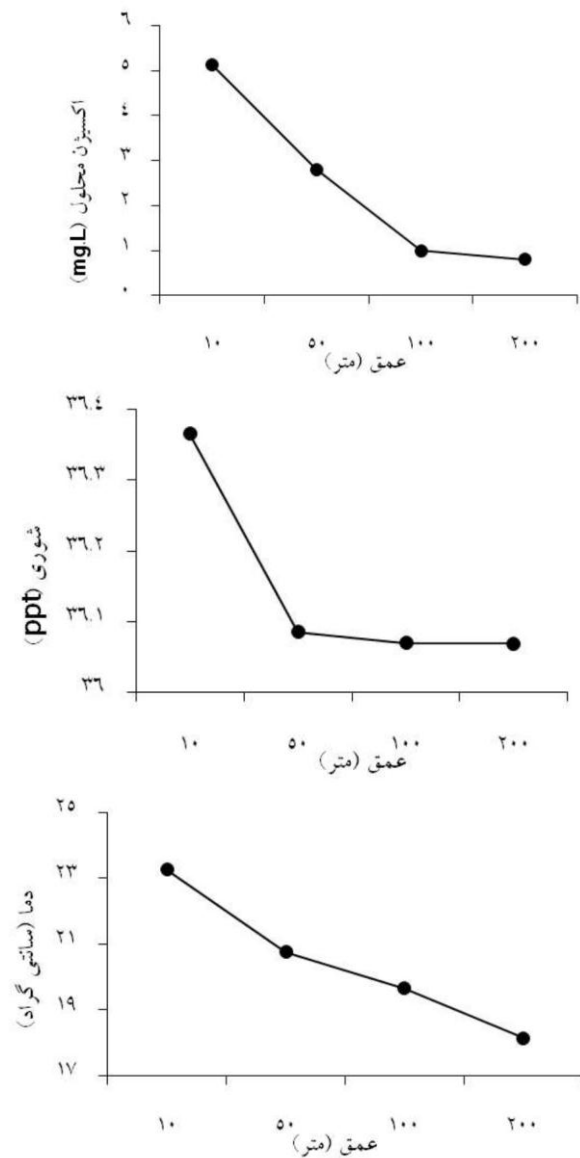 ٦
٥
٤
٣
٢
١
٠
اکسیژن محلول (mg.L)
١٠ ٥٠ ١٠٠ ٢٠٠
عمق (متر)
٣٦.٤
٣٦.٣
٣٦.٢
٣٦.١
٣٦
شوری (ppt)
١٠ ٥٠ ١٠٠ ٢٠٠
عمق (متر)
٢٥
٢٣
٢١
١٩
١٧
دما (سانتی گراد)
١٠ ٥٠ ١٠٠ ٢٠٠
عمق (متر)